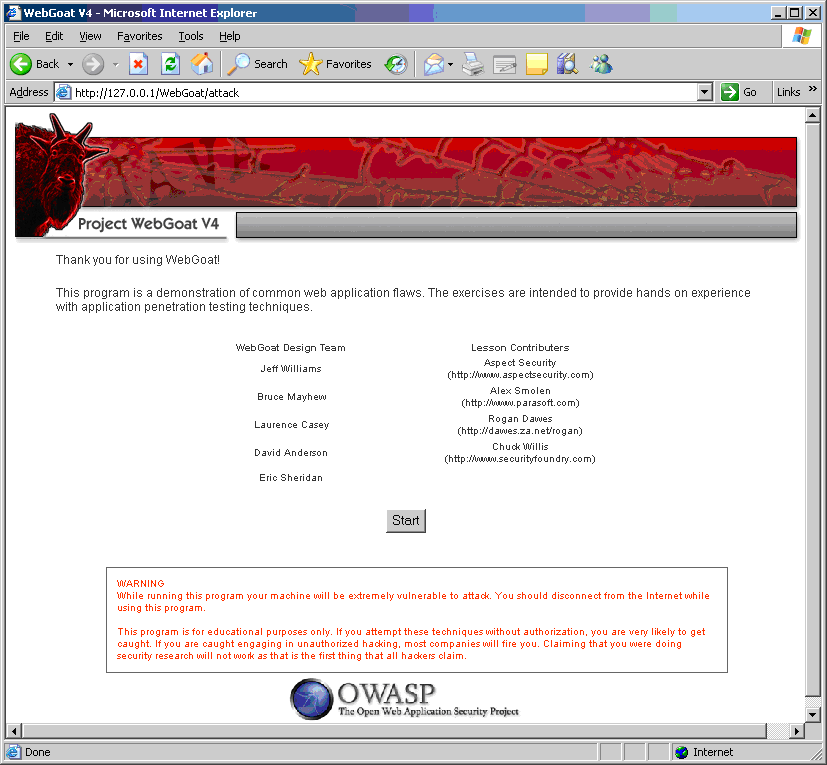 WebGoat V4 - Microsoft Internet Explorer
File Edit View Favorites Tools Help
Back Search Favorites
Address http://127.0.0.1/WebGoat/attack Go Links »
Project WebGoat V4
Thank you for using WebGoat!
This program is a demonstration of common web application flaws. The exercises are intended to provide hands on experience
with application penetration testing techniques.
WebGoat Design Team
Jeff Williams
Bruce Mayhew
Laurence Casey
David Anderson
Eric Sheridan
Lesson Contributers
Aspect Security
(http://www.aspectsecurity.com)
Alex Smolen
(http://www.parasoft.com)
Rogan Dawes
(http://dawes.za.net/rogan)
Chuck Willis
(http://www.securityfoundry.com)
Start
WARNING
While running this program your machine will be extremely vulnerable to attack. You should disconnect from the Internet while
using this program.
This program is for educational purposes only. If you attempt these techniques without authorization, you are very likely to get
caught. If you are caught engaging in unauthorized hacking, most companies will fire you. Claiming that you were doing
security research will not work as that is the first thing that all hackers claim.
OWASP
The Open Web Application Security Project
Done Internet